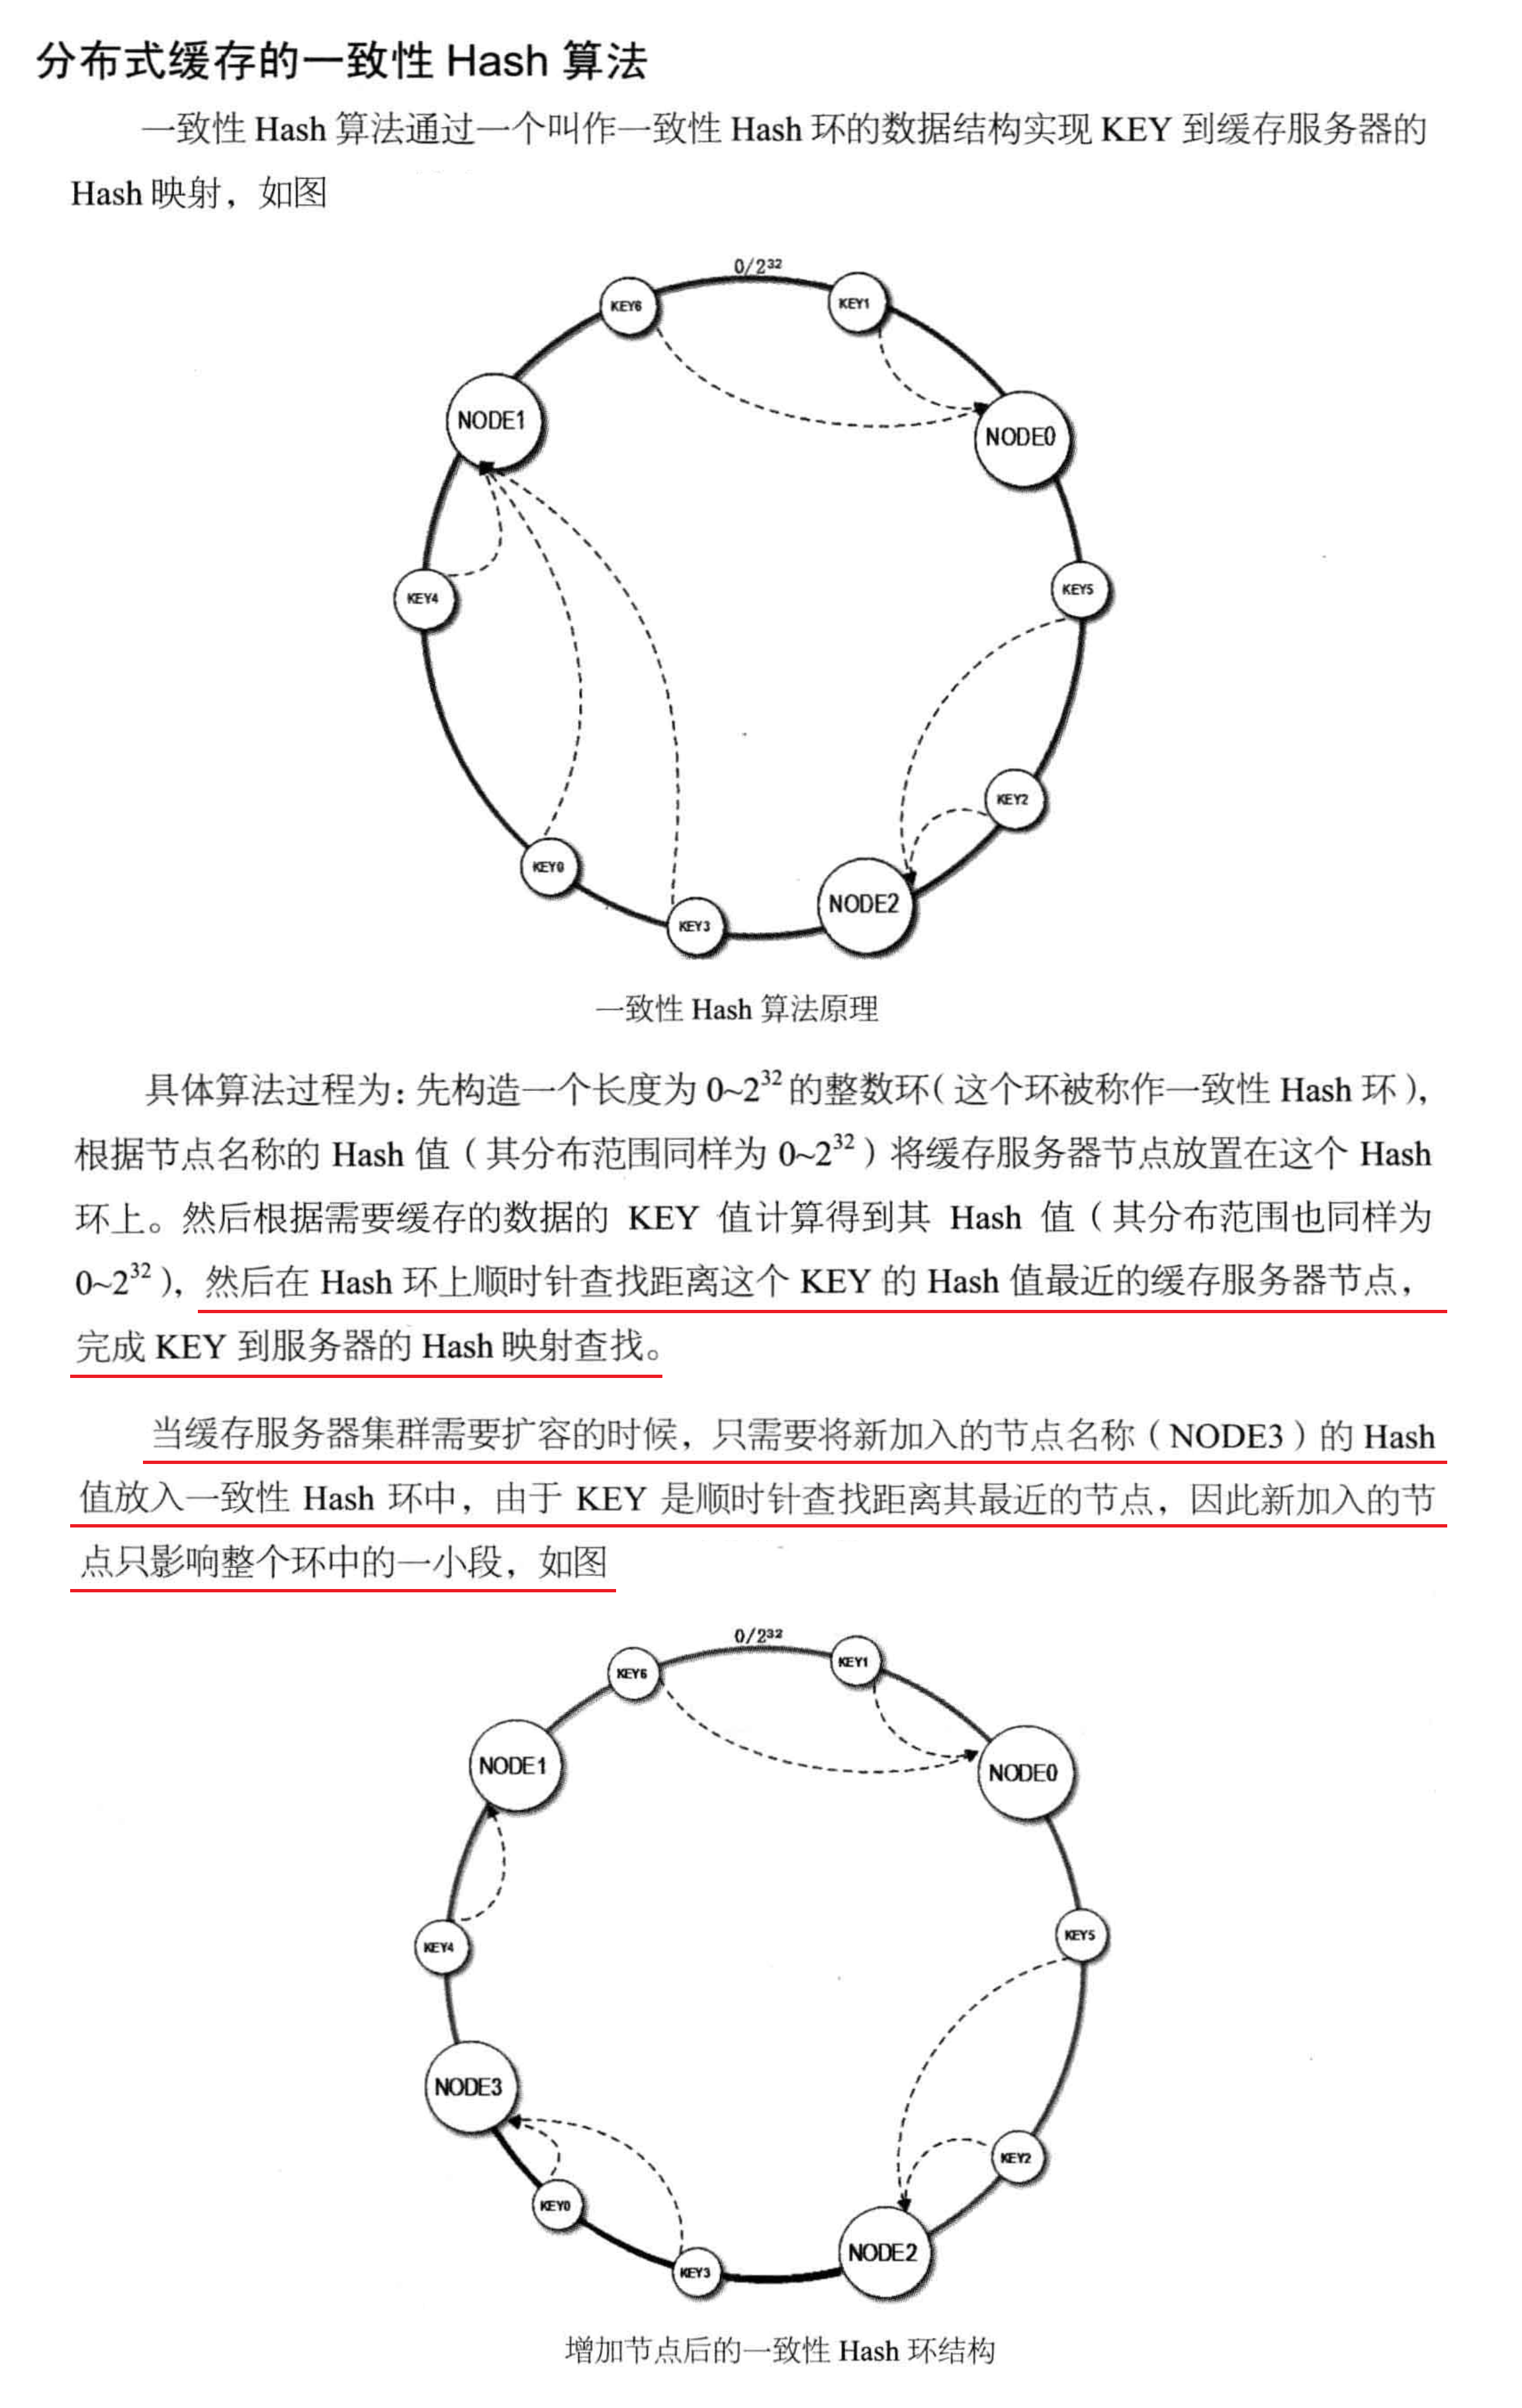 分布式缓存的一致性 Hash 算法
一致性 Hash 算法通过一个叫作一致性 Hash 环的数据结构实现 KEY 到缓存服务器的
Hash 映射，如图
0/2³²
KEY6
KEY1
NODE1
NODE0
KEY4
KEY5
KEY2
KEY0
NODE2
KEY3
一致性 Hash 算法原理
具体算法过程为：先构造一个长度为 0~2³² 的整数环（这个环被称作一致性 Hash 环），
根据节点名称的 Hash 值（其分布范围同样为 0~2³²）将缓存服务器节点放置在这个 Hash
环上。然后根据需要缓存的数据的 KEY 值计算得到其 Hash 值（其分布范围也同样为
0~2³²），然后在 Hash 环上顺时针查找距离这个 KEY 的 Hash 值最近的缓存服务器节点，
完成 KEY 到服务器的 Hash 映射查找。
当缓存服务器集群需要扩容的时候，只需要将新加入的节点名称（NODE3）的 Hash
值放入一致性 Hash 环中，由于 KEY 是顺时针查找距离其最近的节点，因此新加入的节
点只影响整个环中的一小段，如图
0/2³²
KEY6
KEY1
NODE1
NODE0
KEY4
KEY5
NODE3
KEY2
KEY0
NODE2
KEY3
增加节点后的一致性 Hash 环结构